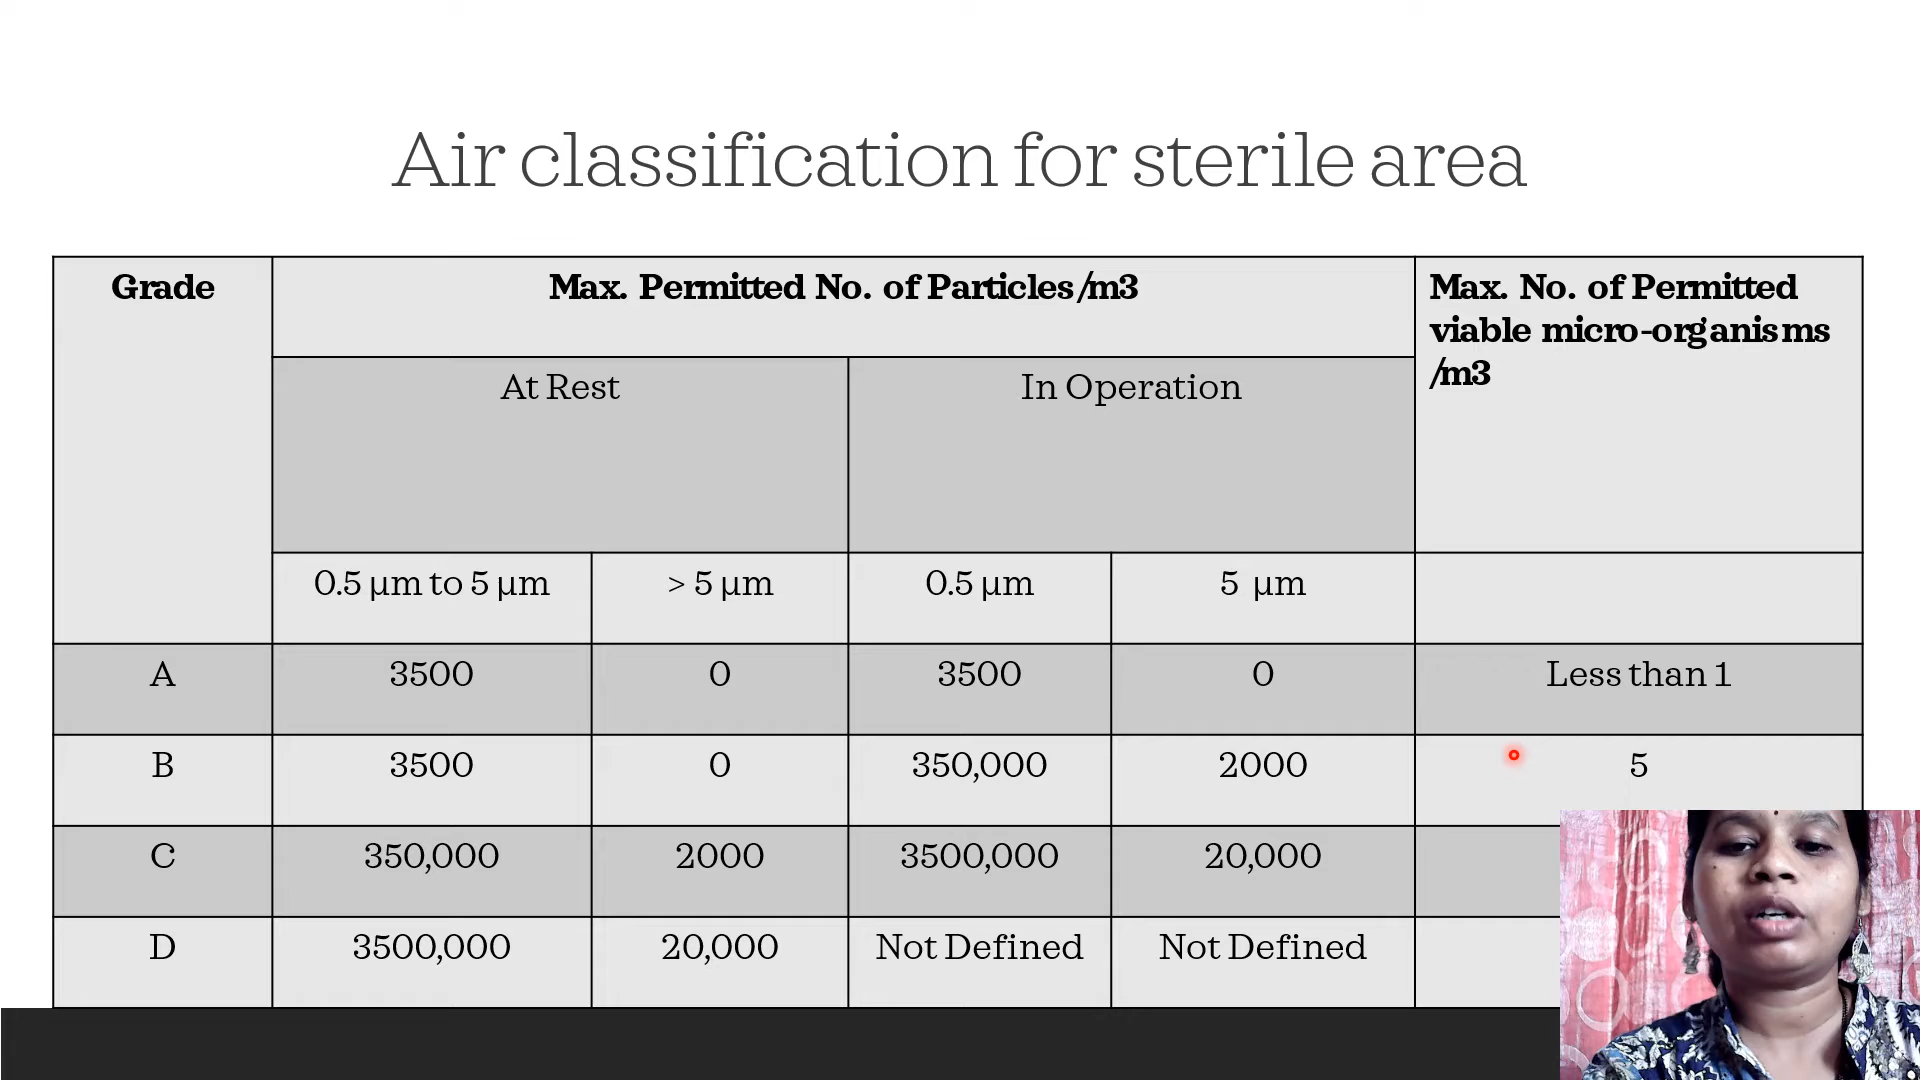 Air classification for sterile area
Grade
Max. Permitted No. of Particles/m3
Max. No. of Permitted
viable micro-organisms
/m3
At Rest
In Operation
0.5 µm to 5 µm
> 5 µm
0.5 µm
5 µm
A
3500
0
3500
0
Less than 1
B
3500
0
350,000
2000
5
C
350,000
2000
3500,000
20,000
D
3500,000
20,000
Not Defined
Not Defined